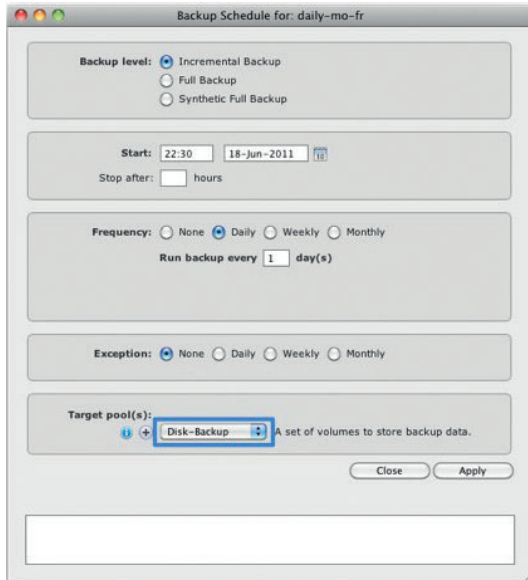 Backup Schedule for: daily-mo-fr
Backup level: Incremental Backup
Full Backup
Synthetic Full Backup
Start: 22:30 18-Jun-2011
Stop after: hours
Frequency: None Daily Weekly Monthly
Run backup every 1 day(s)
Exception: None Daily Weekly Monthly
Target pool(s):
Disk-Backup A set of volumes to store backup data.
Close Apply